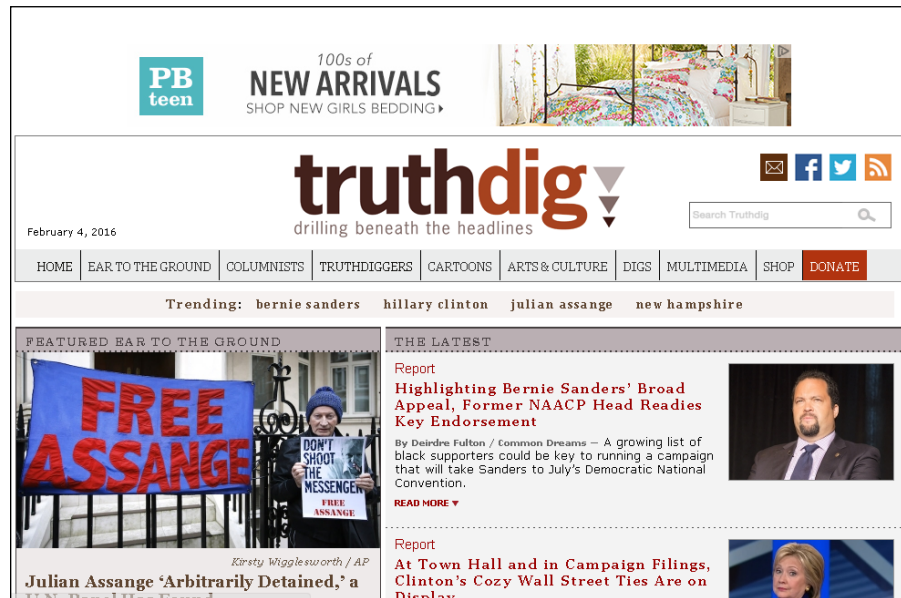 PB
teen
100s of
NEW ARRIVALS
SHOP NEW GIRLS BEDDING
truthdig
drilling beneath the headlines
February 4, 2016
Search Truthdig
HOME EAR TO THE GROUND COLUMNISTS TRUTHDIGGERS CARTOONS ARTS & CULTURE DIGS MULTIMEDIA SHOP DONATE
Trending: bernie sanders hillary clinton julian assange new hampshire
FEATURED EAR TO THE GROUND
FREE
ASSANGE
DON'T
SHOOT
THE
MESSENGER
FREE
ASSANGE
Kirsty Wigglesworth / AP
Julian Assange ‘Arbitrarily Detained,’ a
U.N. Panel Has Found
THE LATEST
Report
Highlighting Bernie Sanders’ Broad
Appeal, Former NAACP Head Readies
Key Endorsement
By Deirdre Fulton / Common Dreams — A growing list of
black supporters could be key to running a campaign
that will take Sanders to July’s Democratic National
Convention.
READ MORE
Report
At Town Hall and in Campaign Filings,
Clinton’s Cozy Wall Street Ties Are on
Display